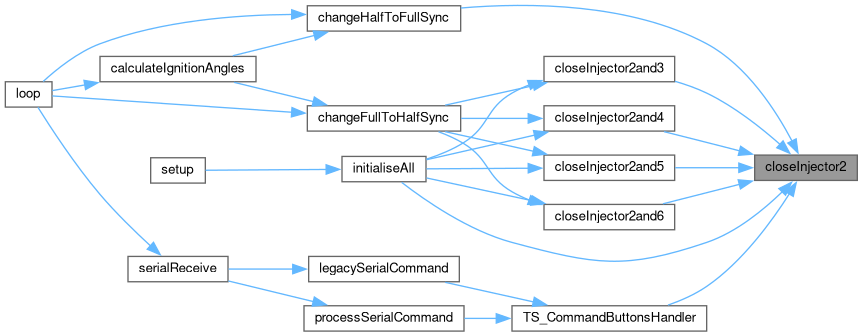 changeHalfToFullSync
calculateIgnitionAngles
closeInjector2and3
loop
changeFullToHalfSync
closeInjector2and4
setup
initialiseAll
closeInjector2and5
closeInjector2
closeInjector2and6
serialReceive
legacySerialCommand
processSerialCommand
TS_CommandButtonsHandler